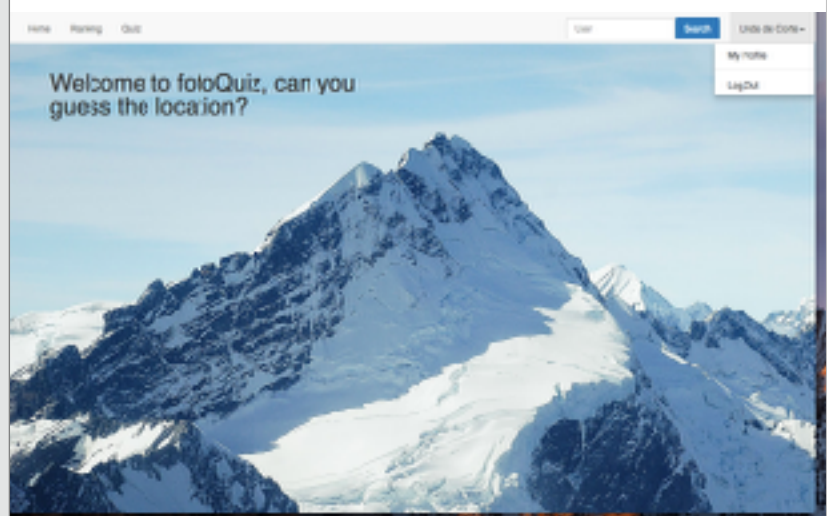 Home Ranking Quiz User Search
My Profile
LogOut
Welcome to fotoQuiz, can you
guess the location?